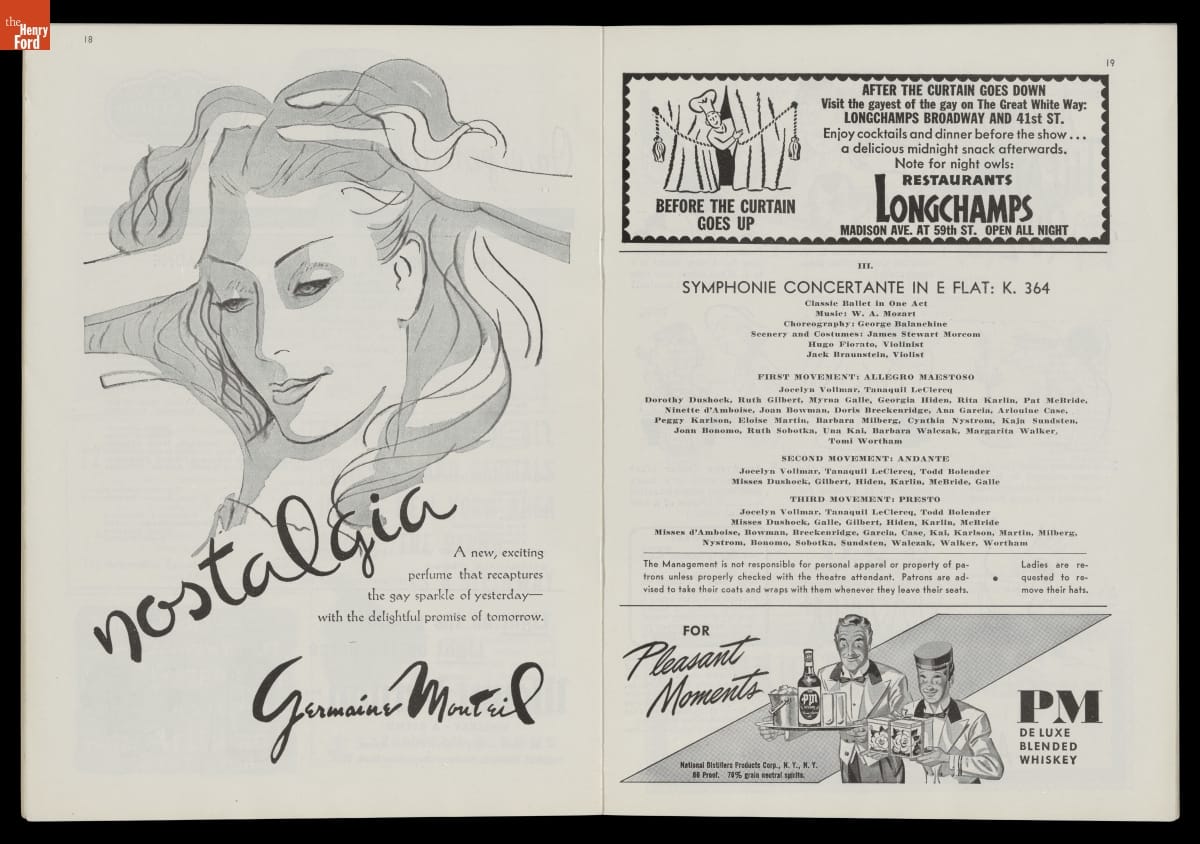 the
Henry
Ford
18
nostalgia
A new, exciting
perfume that recaptures
the gay sparkle of yesterday—
with the delightful promise of tomorrow.
Germaine Monteil
19
BEFORE THE CURTAIN
GOES UP
AFTER THE CURTAIN GOES DOWN
Visit the gayest of the gay on The Great White Way:
LONGCHAMPS BROADWAY AND 41st ST.
Enjoy cocktails and dinner before the show...
a delicious midnight snack afterwards.
Note for night owls:
RESTAURANTS
LONGCHAMPS
MADISON AVE. AT 59th ST. OPEN ALL NIGHT
III.
SYMPHONIE CONCERTANTE IN E FLAT: K. 364
Classic Ballet in One Act
Music: W. A. Mozart
Choreography: George Balanchine
Scenery and Costumes: James Stewart Morcom
Hugo Fiorato, Violinist
Jack Braunstein, Violist
FIRST MOVEMENT: ALLEGRO MAESTOSO
Jocelyn Vollmar, Tanaquil LeClercq
Dorothy Dushock, Ruth Gilbert, Myrna Galle, Georgia Hiden, Rita Karlin, Pat McBride,
Ninette d'Amboise, Joan Bowman, Doris Breckenridge, Ana Garcia, Arlouine Case,
Peggy Karlson, Eloise Martin, Barbara Milberg, Cynthia Nystrom, Kaja Sundsten,
Joan Bonomo, Ruth Sobotka, Una Kai, Barbara Walczak, Margarita Walker,
Tomi Wortham
SECOND MOVEMENT: ANDANTE
Jocelyn Vollmar, Tanaquil LeClercq, Todd Bolender
Misses Dushock, Gilbert, Hiden, Karlin, McBride, Galle
THIRD MOVEMENT: PRESTO
Jocelyn Vollmar, Tanaquil LeClercq, Todd Bolender
Misses Dushock, Galle, Gilbert, Hiden, Karlin, McBride
Misses d'Amboise, Bowman, Breckenridge, Garcia, Case, Kai, Karlson, Martin, Milberg,
Nystrom, Bonomo, Sobotka, Sundsten, Walczak, Walker, Wortham
The Management is not responsible for personal apparel or property of pa-
trons unless properly checked with the theatre attendant. Patrons are ad-
vised to take their coats and wraps with them whenever they leave their seats.
•
Ladies are re-
quested to re-
move their hats.
FOR
Pleasant
Moments
PM
PM
DE LUXE
BLENDED
WHISKEY
National Distillers Products Corp., N. Y., N. Y.
86 Proof. 70% grain neutral spirits.